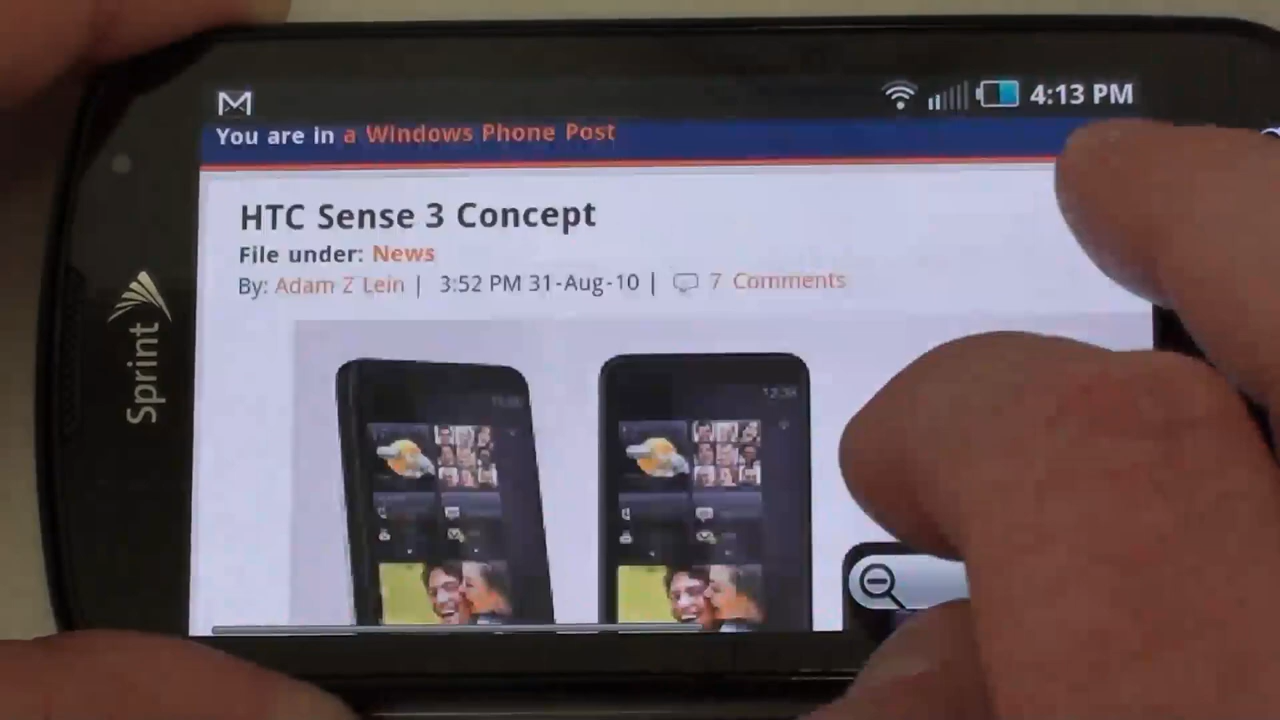 4:13 PM
You are in a Windows Phone Post
HTC Sense 3 Concept
File under: News
By: Adam Z Lein | 3:52 PM 31-Aug-10 | 7 Comments
Sprint